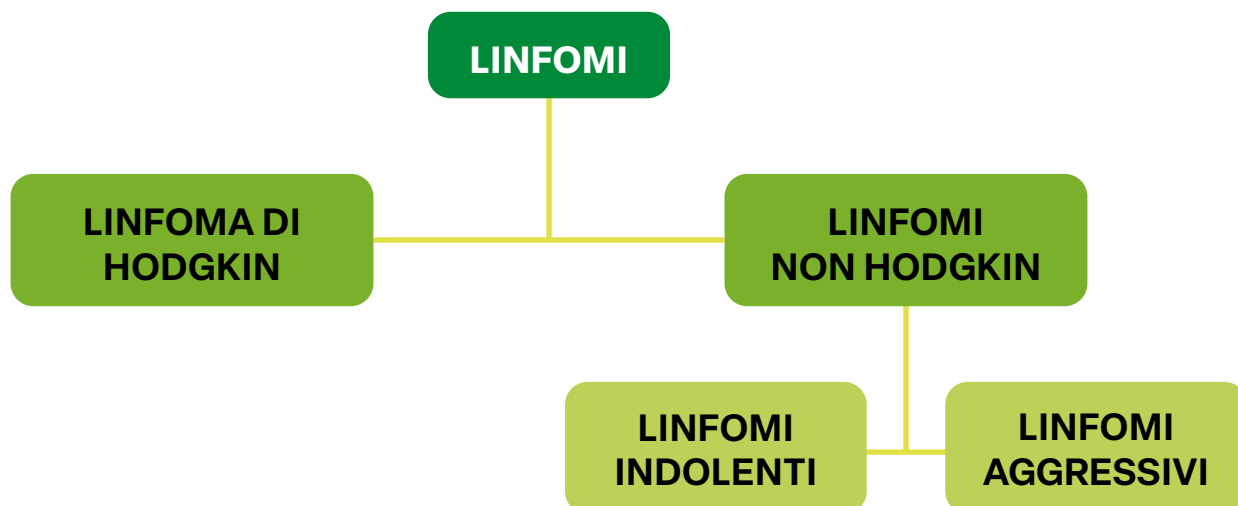 LINFOMI
LINFOMA DI
HODGKIN
LINFOMI
NON HODGKIN
LINFOMI
INDOLENTI
LINFOMI
AGGRESSIVI